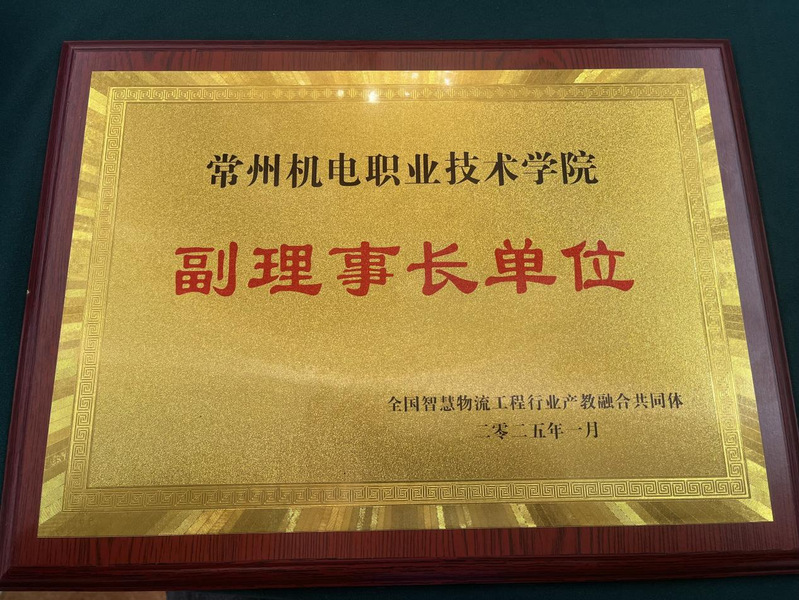 常州机电职业技术学院
副理事长单位
全国智慧物流工程行业产教融合共同体
二零二五年一月